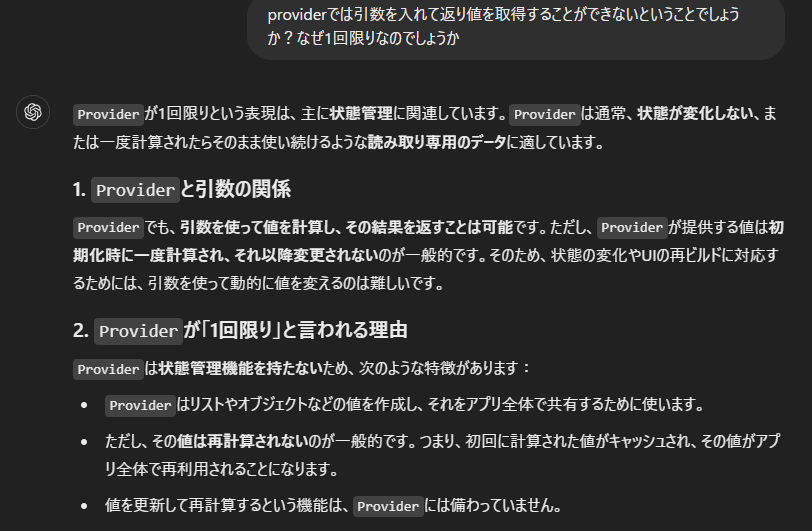 providerでは引数を入れて返り値を取得することができないということでしょう
か？なぜ1回限りなのでしょうか
Providerが1回限りという表現は、主に状態管理に関連しています。Providerは通常、状態が変化しない、ま
たは一度計算されたらそのまま使い続けるような読み取り専用のデータに適しています。
1. Providerと引数の関係
Providerでも、引数を使って値を計算し、その結果を返すことは可能です。ただし、Providerが提供する値は初
期化時に一度計算され、それ以降変更されないのが一般的です。そのため、状態の変化やUIの再ビルドに対応す
るためには、引数を使って動的に値を変えるのは難しいです。
2. Providerが「1回限り」と言われる理由
Providerは状態管理機能を持たないため、次のような特徴があります：
• Providerはリストやオブジェクトなどの値を作成し、それをアプリ全体で共有するために使います。
• ただし、その値は再計算されないのが一般的です。つまり、初回に計算された値がキャッシュされ、その値がアプ
リ全体で再利用されることになります。
• 値を更新して再計算するという機能は、Providerには備わっていません。